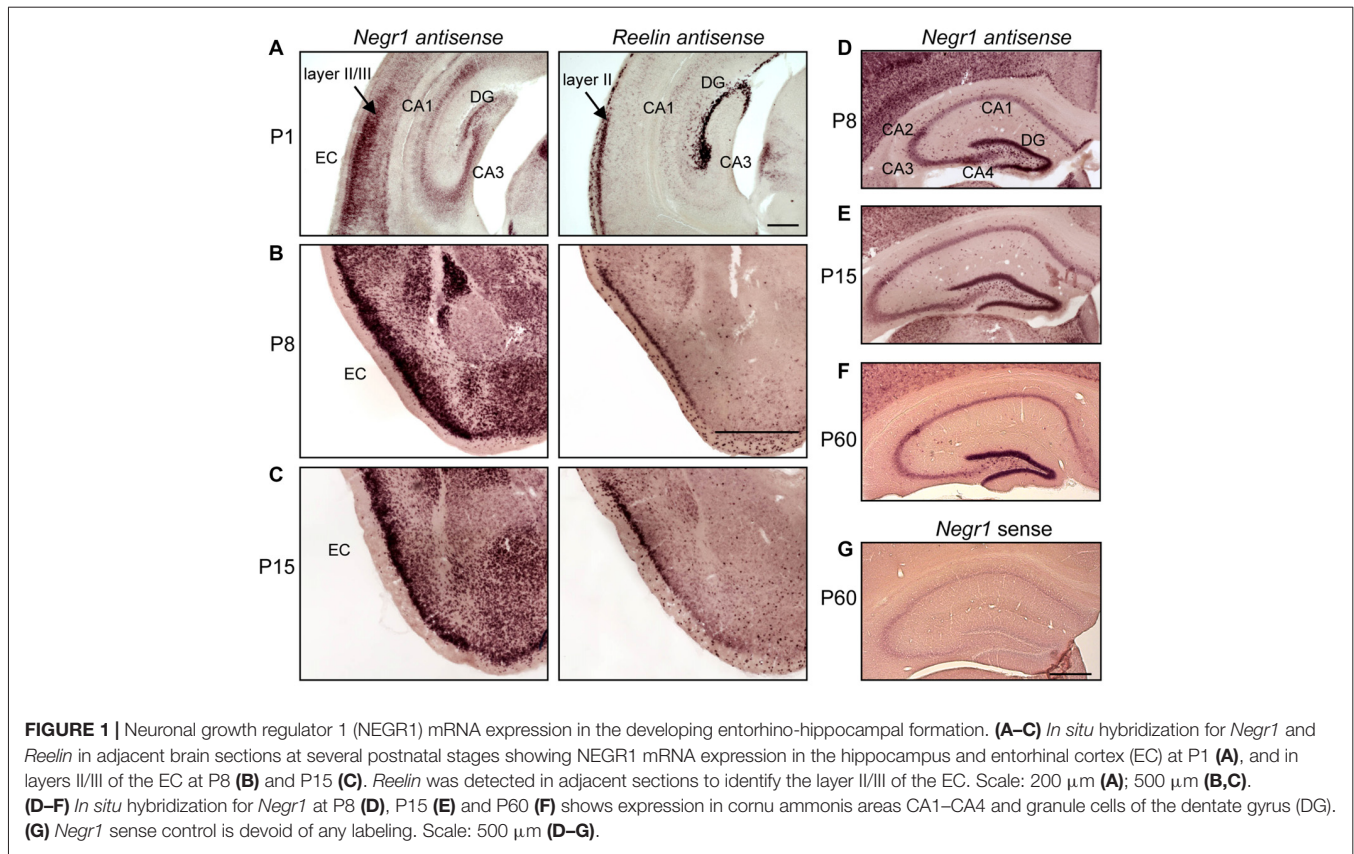 A
Negr1 antisense
Reelin antisense
layer II/III
CA1
DG
CA3
EC
P1
layer II
CA1
DG
CA3
B
P8
EC
C
P15
EC
D
Negr1 antisense
P8
CA1
CA2
DG
CA3
CA4
E
P15
F
P60
Negr1 sense
G
P60
FIGURE 1 | Neuronal growth regulator 1 (NEGR1) mRNA expression in the developing entorhino-hippocampal formation. (A–C) In situ hybridization for Negr1 and
Reelin in adjacent brain sections at several postnatal stages showing NEGR1 mRNA expression in the hippocampus and entorhinal cortex (EC) at P1 (A), and in
layers II/III of the EC at P8 (B) and P15 (C). Reelin was detected in adjacent sections to identify the layer II/III of the EC. Scale: 200 μm (A); 500 μm (B,C).
(D–F) In situ hybridization for Negr1 at P8 (D), P15 (E) and P60 (F) shows expression in cornu ammonis areas CA1–CA4 and granule cells of the dentate gyrus (DG).
(G) Negr1 sense control is devoid of any labeling. Scale: 500 μm (D–G).